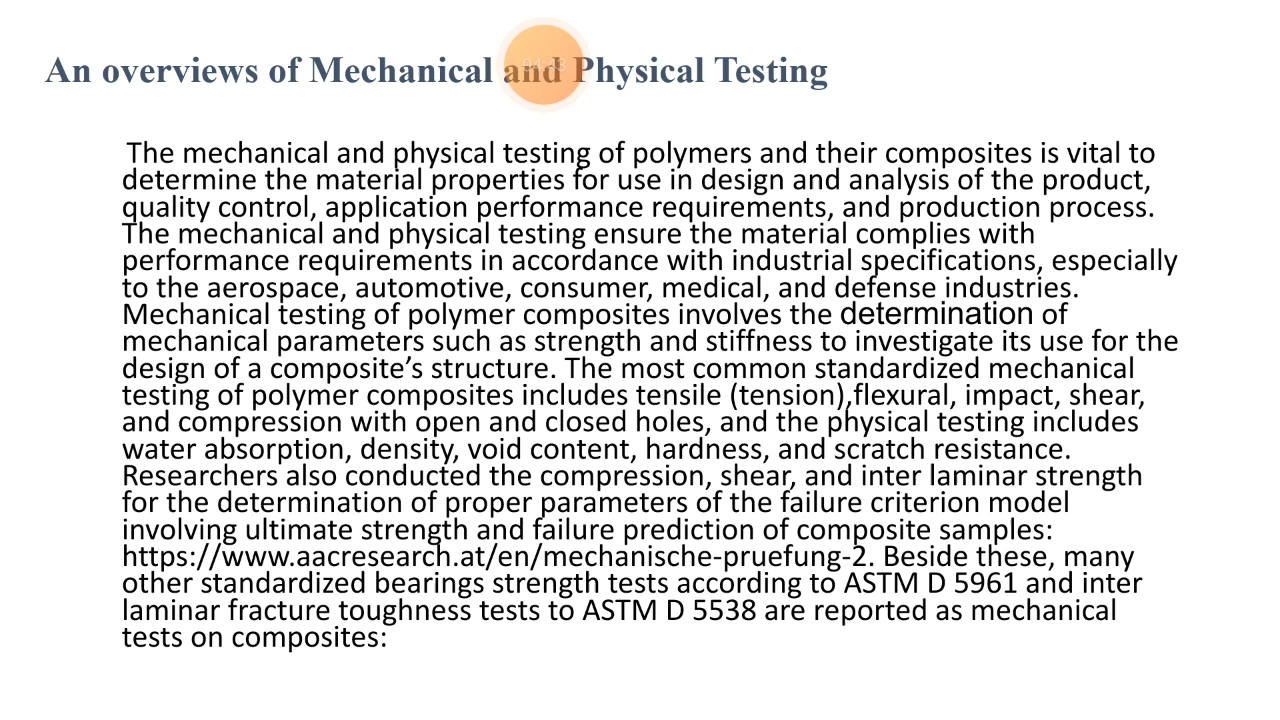 An overviews of Mechanical and Physical Testing
The mechanical and physical testing of polymers and their composites is vital to
determine the material properties for use in design and analysis of the product,
quality control, application performance requirements, and production process.
The mechanical and physical testing ensure the material complies with
performance requirements in accordance with industrial specifications, especially
to the aerospace, automotive, consumer, medical, and defense industries.
Mechanical testing of polymer composites involves the determination of
mechanical parameters such as strength and stiffness to investigate its use for the
design of a composite’s structure. The most common standardized mechanical
testing of polymer composites includes tensile (tension),flexural, impact, shear,
and compression with open and closed holes, and the physical testing includes
water absorption, density, void content, hardness, and scratch resistance.
Researchers also conducted the compression, shear, and inter laminar strength
for the determination of proper parameters of the failure criterion model
involving ultimate strength and failure prediction of composite samples:
https://www.aacresearch.at/en/mechanische-pruefung-2. Beside these, many
other standardized bearings strength tests according to ASTM D 5961 and inter
laminar fracture toughness tests to ASTM D 5538 are reported as mechanical
tests on composites: